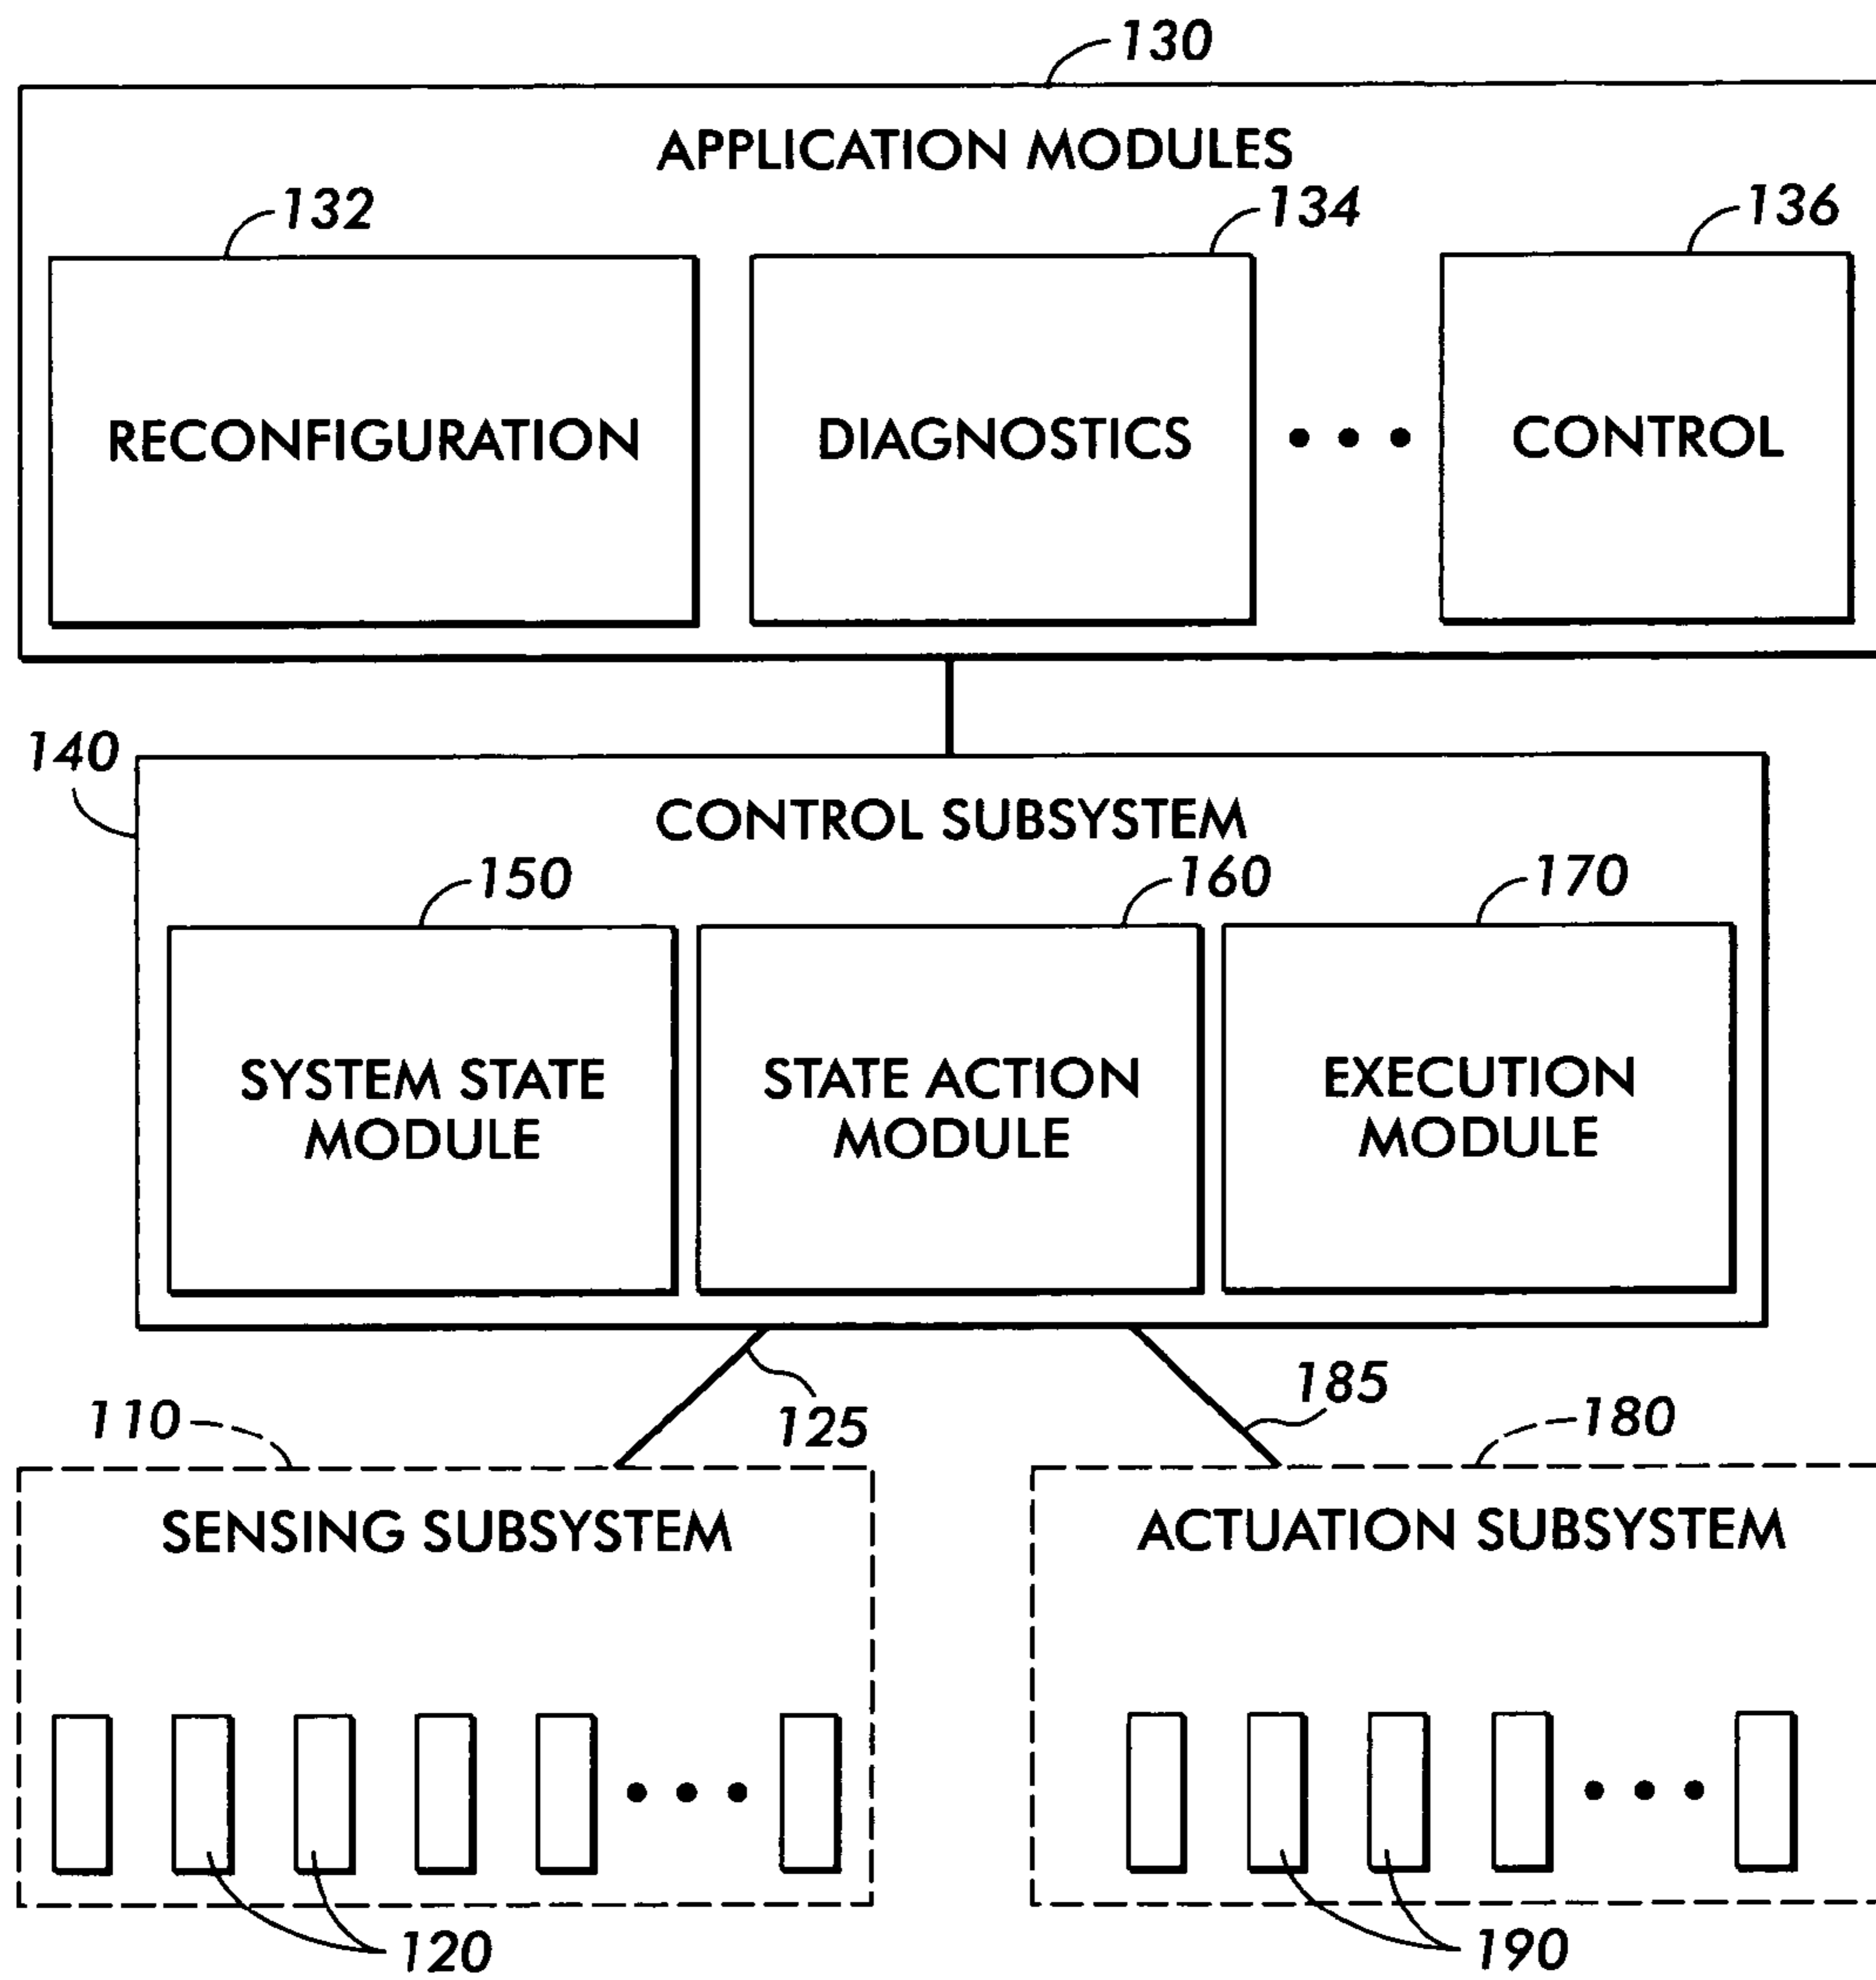 130
APPLICATION MODULES
132
134
136
RECONFIGURATION
DIAGNOSTICS
CONTROL
140
CONTROL SUBSYSTEM
150
160
170
SYSTEM STATE
MODULE
STATE ACTION
MODULE
EXECUTION
MODULE
125
185
110
180
SENSING SUBSYSTEM
ACTUATION SUBSYSTEM
120
190